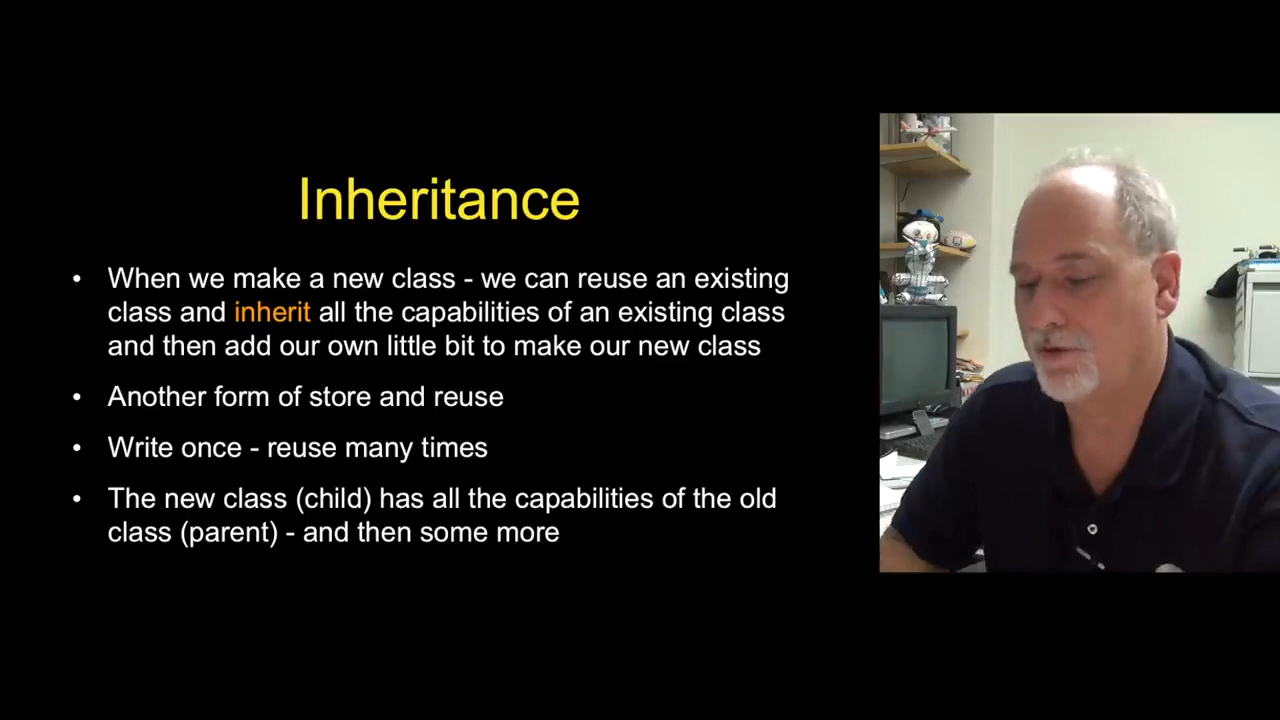 Inheritance
• When we make a new class - we can reuse an existing
class and inherit all the capabilities of an existing class
and then add our own little bit to make our new class
• Another form of store and reuse
• Write once - reuse many times
• The new class (child) has all the capabilities of the old
class (parent) - and then some more